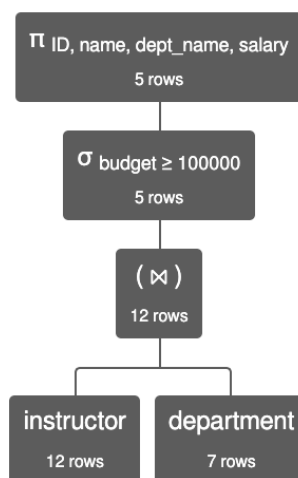 π ID, name, dept_name, salary
5 rows
σ budget ≥ 100000
5 rows
( ⋈ )
12 rows
instructor
12 rows
department
7 rows